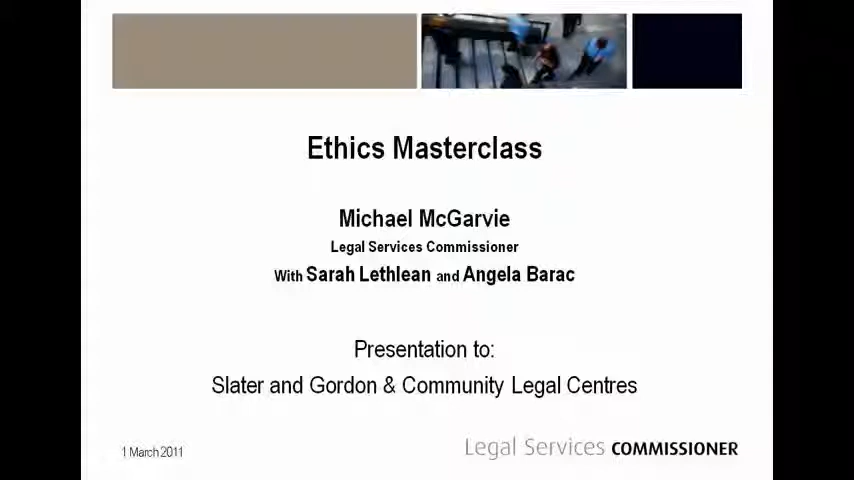 Ethics Masterclass
Michael McGarvie
Legal Services Commissioner
With Sarah Lethlean and Angela Barac
Presentation to:
Slater and Gordon & Community Legal Centres
1 March 2011
Legal Services COMMISSIONER